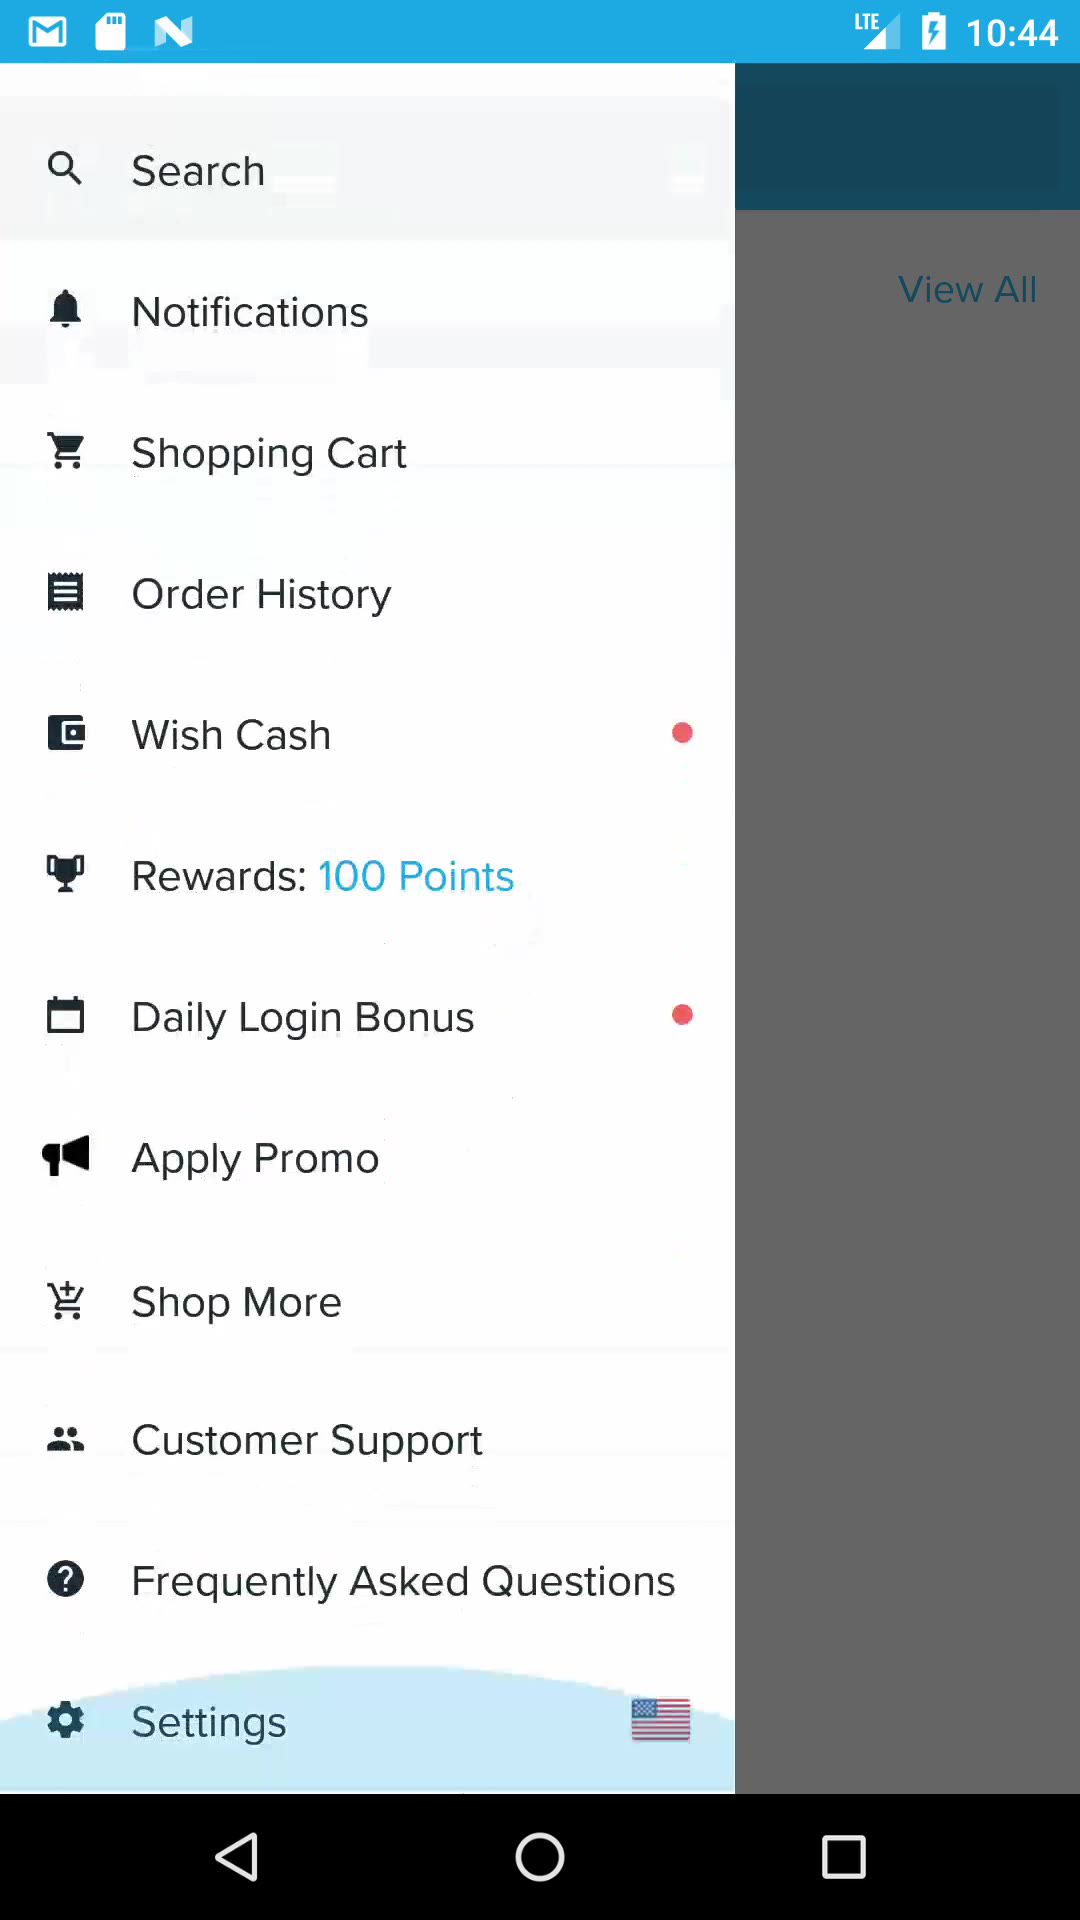 LTE 10:44
Search
View All
Notifications
Shopping Cart
Order History
Wish Cash
Rewards: 100 Points
Daily Login Bonus
Apply Promo
Shop More
Customer Support
Frequently Asked Questions
Settings